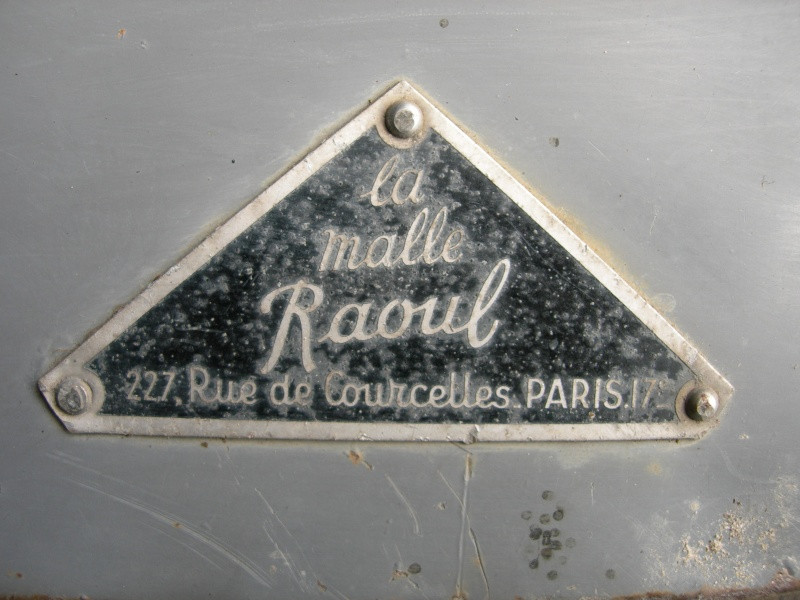 la
malle
Raoul
227, Rue de Courcelles. PARIS.17e